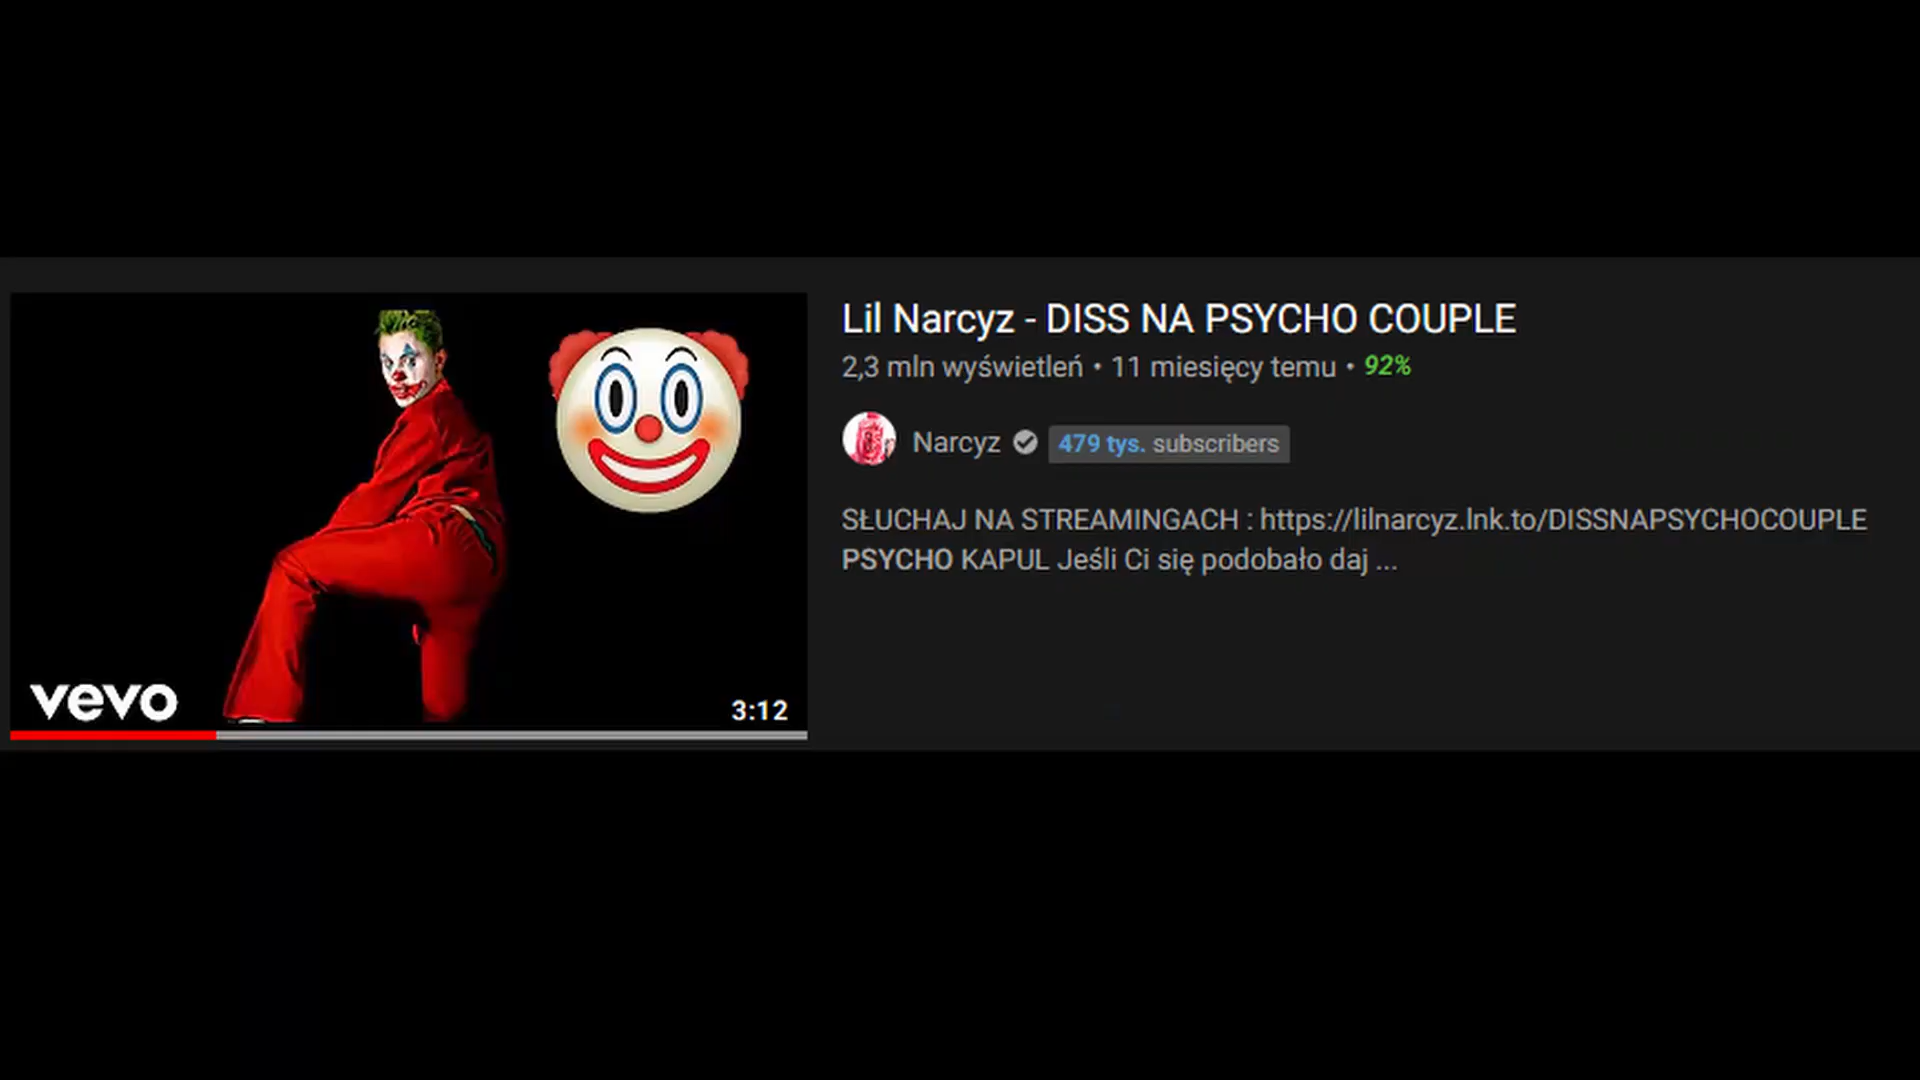 vevo
3:12
Lil Narcyz - DISS NA PSYCHO COUPLE
2,3 mln wyświetleń • 11 miesięcy temu • 92%
Narcyz
479 tys. subscribers
SŁUCHAJ NA STREAMINGACH : https://lilnarcyz.lnk.to/DISSNAPSYCHOCOUPLE
PSYCHO KAPUL Jeśli Ci się podobało daj ...